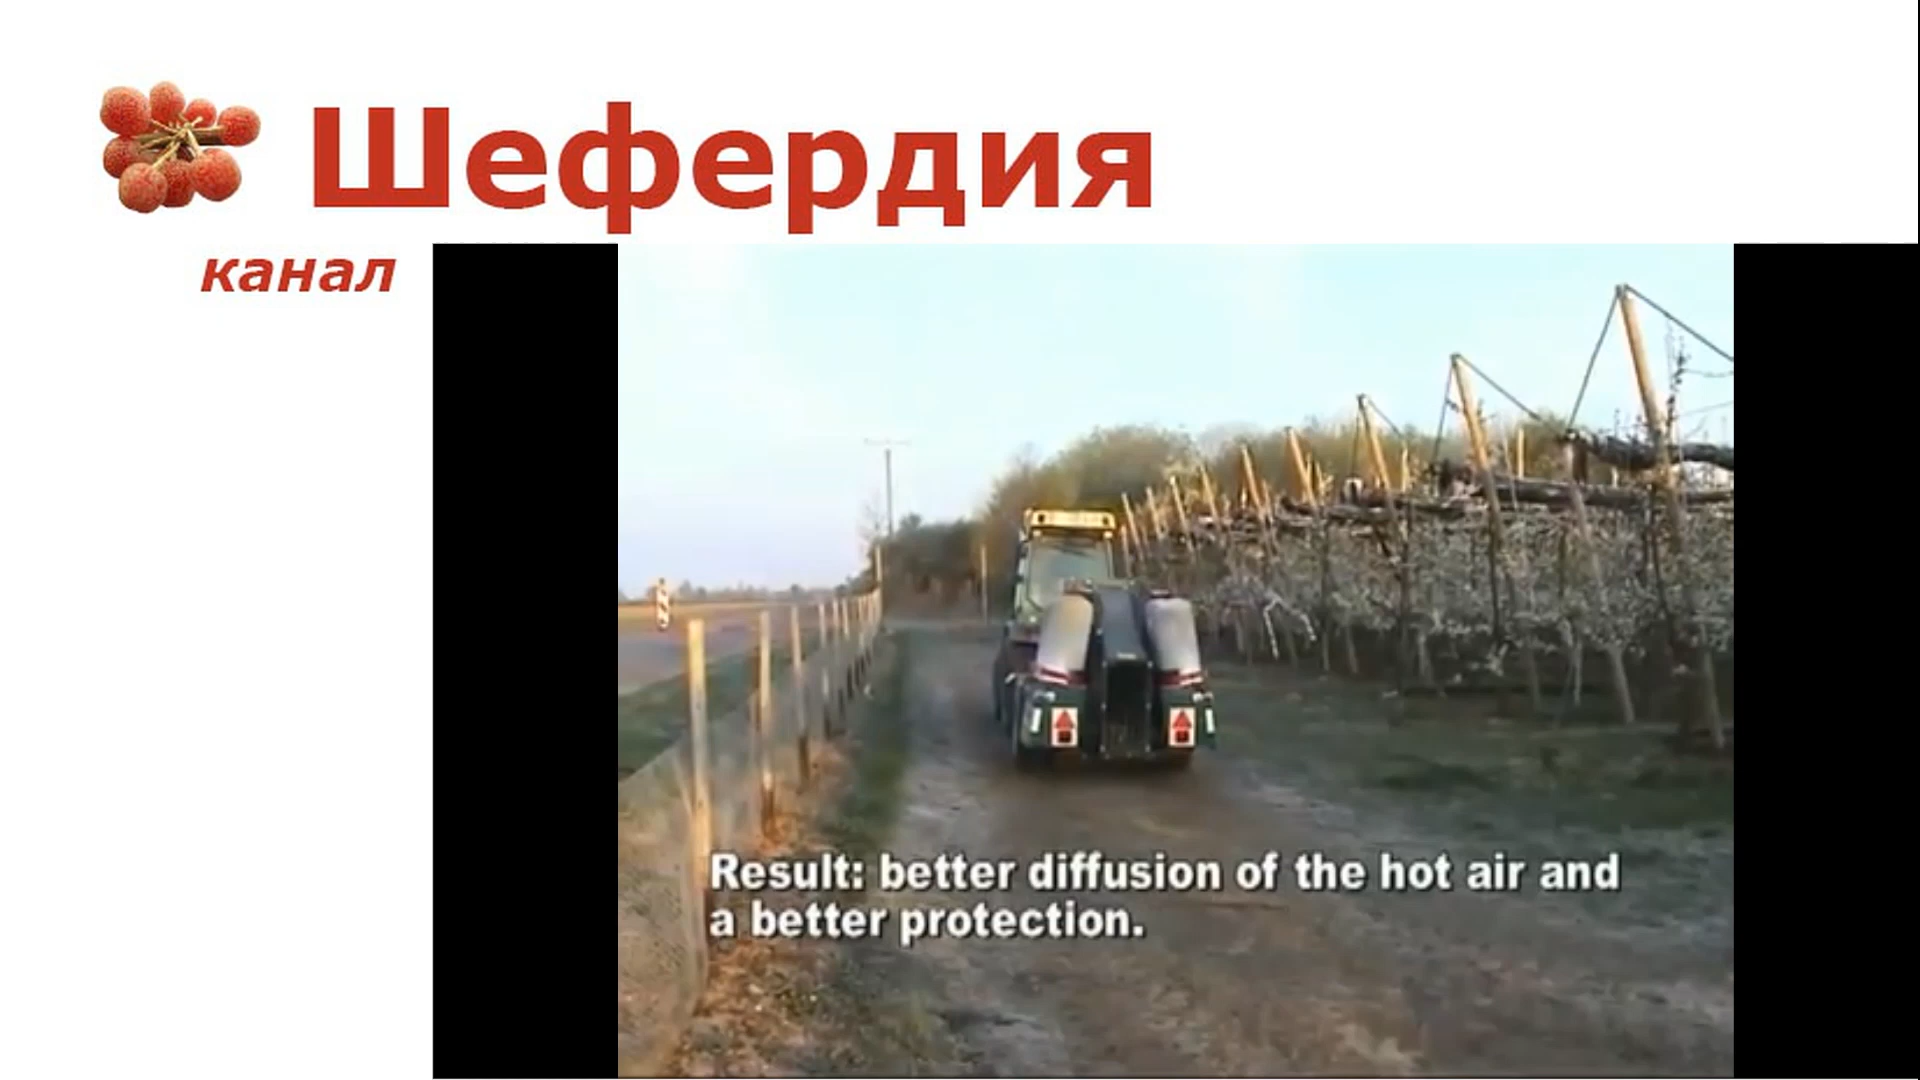 Шефердия
канал
Result: better diffusion of the hot air and
a better protection.